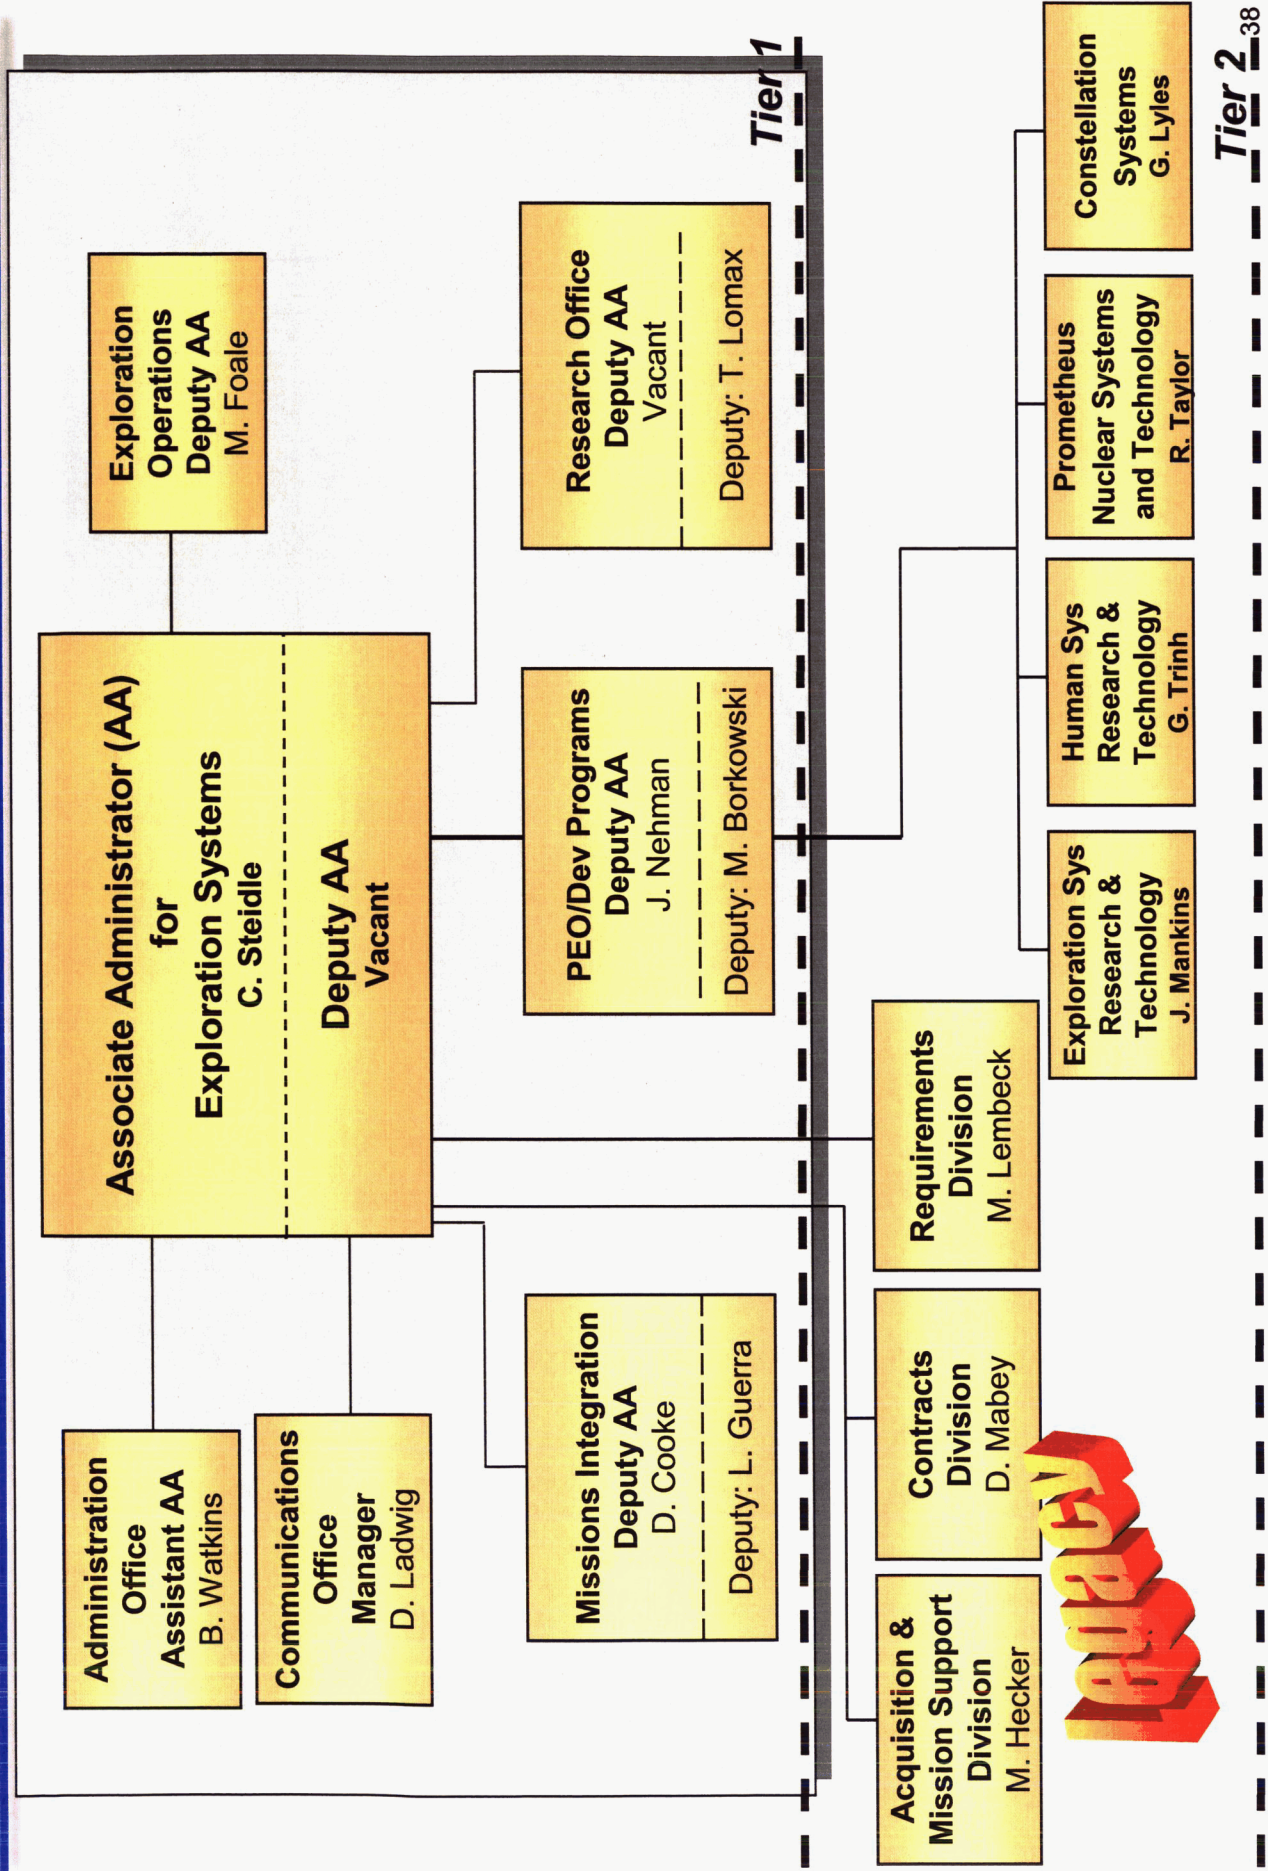 Associate Administrator (AA)
for
Exploration Systems
C. Steidle
Deputy AA
Vacant
Administration
Office
Assistant AA
B. Watkins
Communications
Office
Manager
D. Ladwig
Exploration
Operations
Deputy AA
M. Foale
Missions Integration
Deputy AA
D. Cooke
Deputy: L. Guerra
PEO/Dev Programs
Deputy AA
J. Nehman
Deputy: M. Borkowski
Research Office
Deputy AA
Vacant
Deputy: T. Lomax
Tier 1
Acquisition &
Mission Support
Division
M. Hecker
Contracts
Division
D. Mabey
Requirements
Division
M. Lembeck
Exploration Sys
Research &
Technology
J. Mankins
Human Sys
Research &
Technology
G. Trinh
Prometheus
Nuclear Systems
and Technology
R. Taylor
Constellation
Systems
G. Lyles
Legacy
Tier 2
38